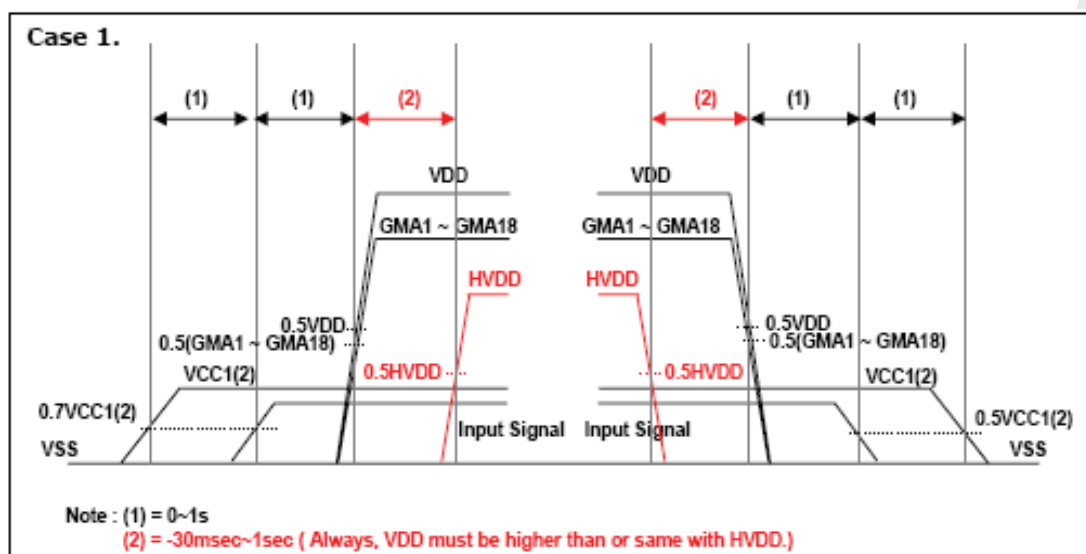 Case 1.
(1) (1) (2) (2) (1) (1)
VDD VDD
GMA1 ~ GMA18 GMA1 ~ GMA18
HVDD HVDD
0.5VDD 0.5VDD
0.5(GMA1 ~ GMA18) 0.5(GMA1 ~ GMA18)
VCC1(2) 0.5HVDD 0.5HVDD VCC1(2)
0.7VCC1(2) 0.5VCC1(2)
Input Signal Input Signal
VSS VSS
Note : (1) = 0~1s
(2) = -30msec~1sec ( Always, VDD must be higher than or same with HVDD.)